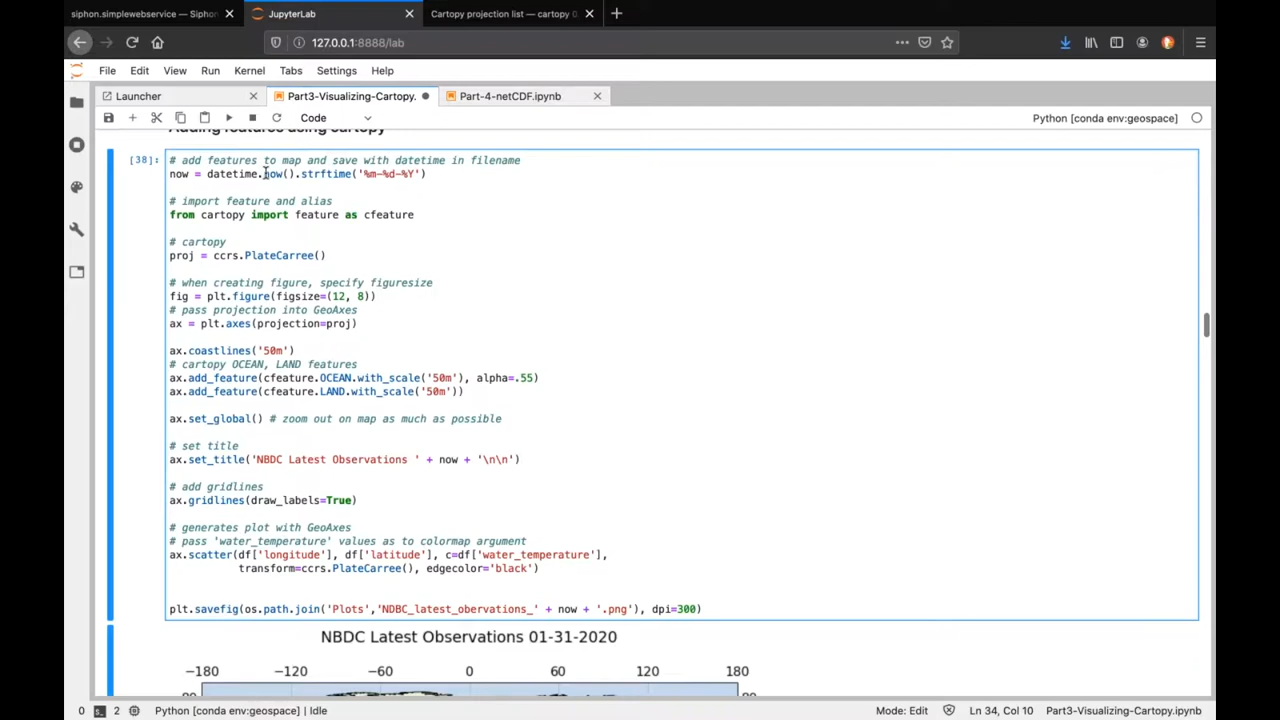 siphon.simplewebservice — Siphon
JupyterLab
Cartopy projection list — cartopy 0
127.0.0.1:8888/lab
File Edit View Run Kernel Tabs Settings Help
Launcher
Part3-Visualizing-Cartopy.
Part-4-netCDF.ipynb
Code
Python [conda env:geospace]
Adding features using cartopy
[38]:
# add features to map and save with datetime in filename
now = datetime.now().strftime('%m-%d-%Y')
# import feature and alias
from cartopy import feature as cfeature
# cartopy
proj = ccrs.PlateCarree()
# when creating figure, specify figuresize
fig = plt.figure(figsize=(12, 8))
# pass projection into GeoAxes
ax = plt.axes(projection=proj)
ax.coastlines('50m')
# cartopy OCEAN, LAND features
ax.add_feature(cfeature.OCEAN.with_scale('50m'), alpha=.55)
ax.add_feature(cfeature.LAND.with_scale('50m'))
ax.set_global() # zoom out on map as much as possible
# set title
ax.set_title('NBDC Latest Observations ' + now + '\n\n')
# add gridlines
ax.gridlines(draw_labels=True)
# generates plot with GeoAxes
# pass 'water_temperature' values as to colormap argument
ax.scatter(df['longitude'], df['latitude'], c=df['water_temperature'],
transform=ccrs.PlateCarree(), edgecolor='black')
plt.savefig(os.path.join('Plots','NDBC_latest_obervations_' + now + '.png'), dpi=300)
NBDC Latest Observations 01-31-2020
−180 −120 −60 0 60 120 180
90 90
0 2 Python [conda env:geospace] | Idle
Mode: Edit Ln 34, Col 10 Part3-Visualizing-Cartopy.ipynb